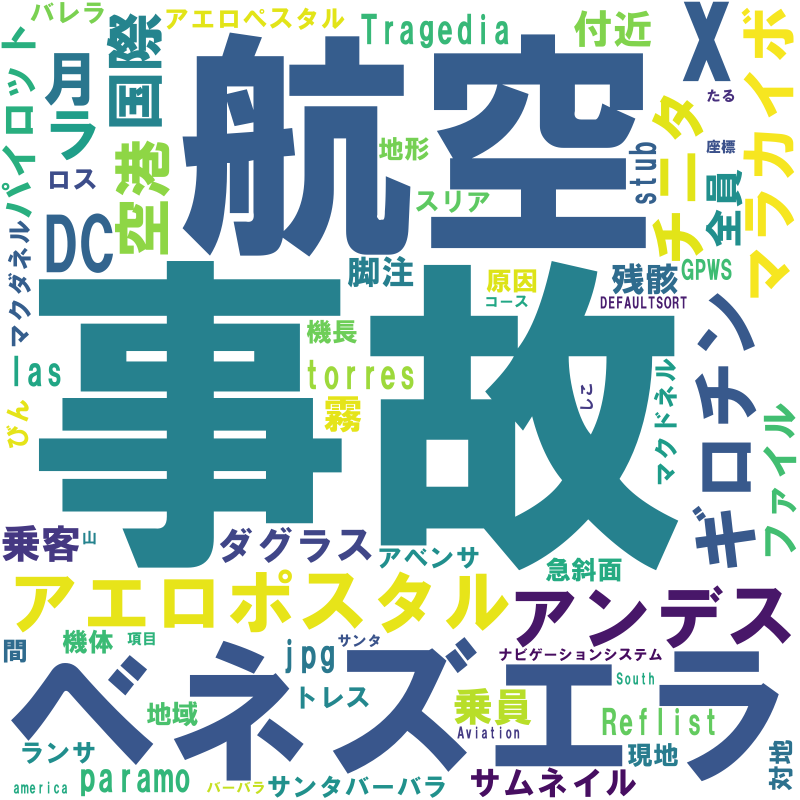 バレラ
アエロペスタル
Tragedia
付近
X
ボ
マラカイボ
パイロット
月
国際
ラ
航空
地形
スリア
stub
チニタ
たる
座標
全員
ロス
空港
DC
マクダネル
脚注
原因
コース
残骸
GPWS
DEFAULTSORT
事故
機長
torres
las
霧
びん
しこ
マクドネル
ギロチン
ファイル
乗客
山
ダグラス
アベンサ
急斜面
アエロポスタル
アンデス
間
機体
項目
jpg
サンタ
ナビゲーションシステム
ベネズエラ
South
トレス
地域
乗員
Reflist
Aviation
ランサ
現地
対地
america
paramo
バーバラ
サンタバーバラ
サムネイル